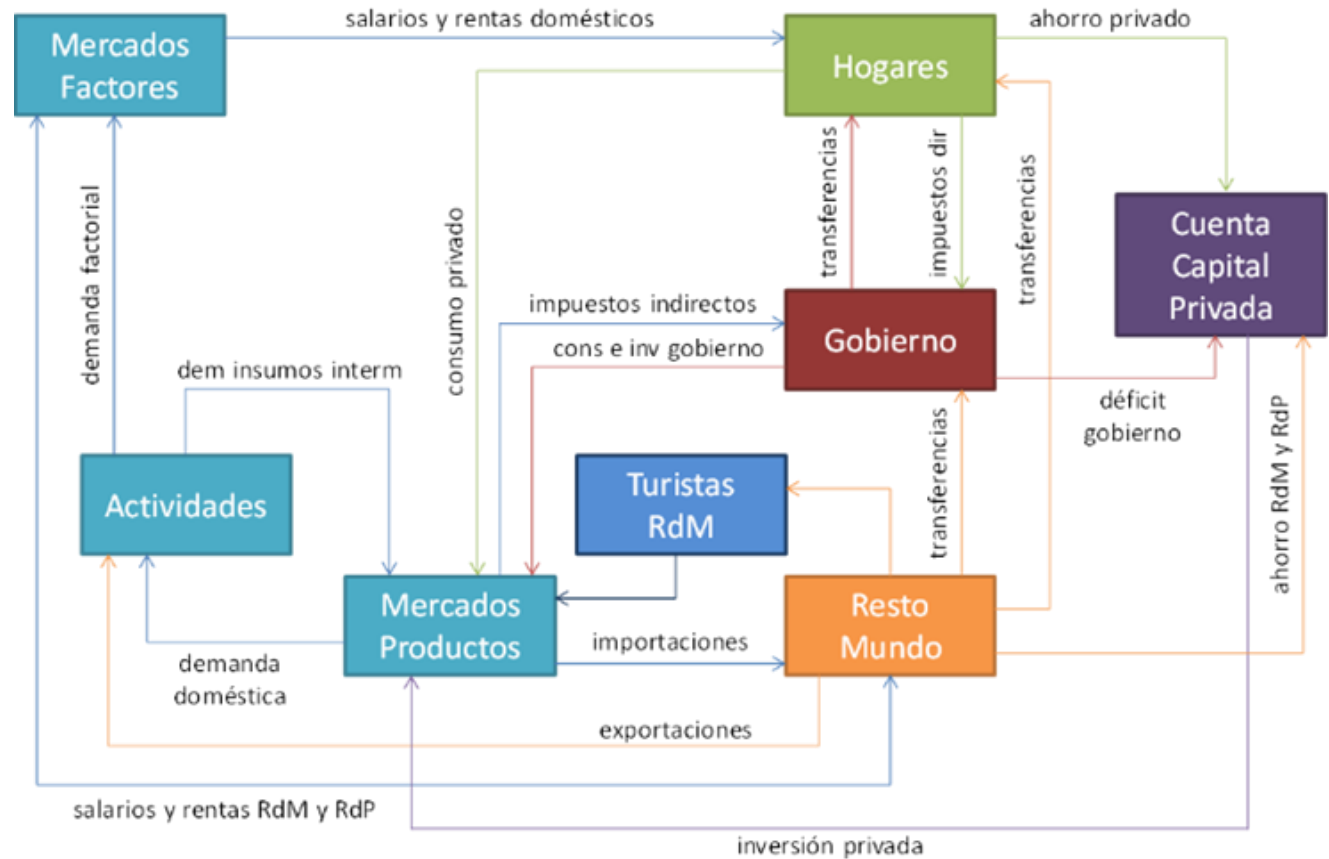 salarios y rentas domésticos
ahorro privado
Mercados
Factores
Hogares
transferencias
impuestos dir
transferencias
Cuenta
Capital
Privada
demanda factorial
consumo privado
impuestos indirectos
cons e inv gobierno
Gobierno
dem insumos interm
déficit
gobierno
Actividades
Turistas
RdM
transferencias
ahorro RdM y RdP
Mercados
Productos
importaciones
Resto
Mundo
demanda
doméstica
exportaciones
salarios y rentas RdM y RdP
inversión privada